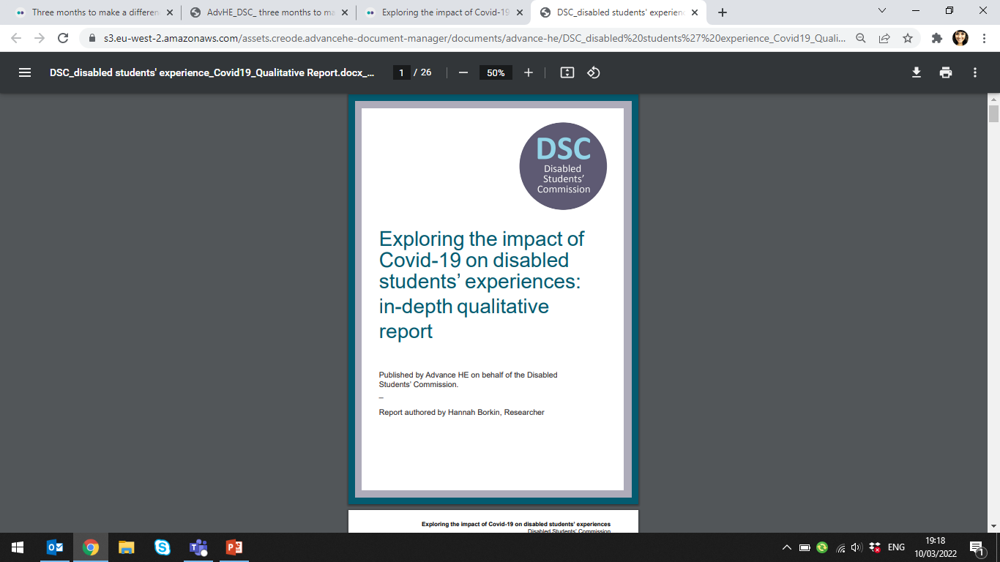 Three months to make a differen
AdvHE_DSC_ three months to ma
Exploring the impact of Covid-19
DSC_disabled students' experienc
s3.eu-west-2.amazonaws.com/assets.creode.advancehe-document-manager/documents/advance-he/DSC_disabled%20students%27%20experience_Covid19_Quali...
DSC_disabled students' experience_Covid19_Qualitative Report.docx_...
1 / 26
50%
DSC
Disabled
Students’
Commission
Exploring the impact of
Covid-19 on disabled
students’ experiences:
in-depth qualitative
report
Published by Advance HE on behalf of the Disabled
Students’ Commission.
–
Report authored by Hannah Borkin, Researcher
Exploring the impact of Covid-19 on disabled students’ experiences
Disabled Students’ Commission
ENG
19:18
10/03/2022
1